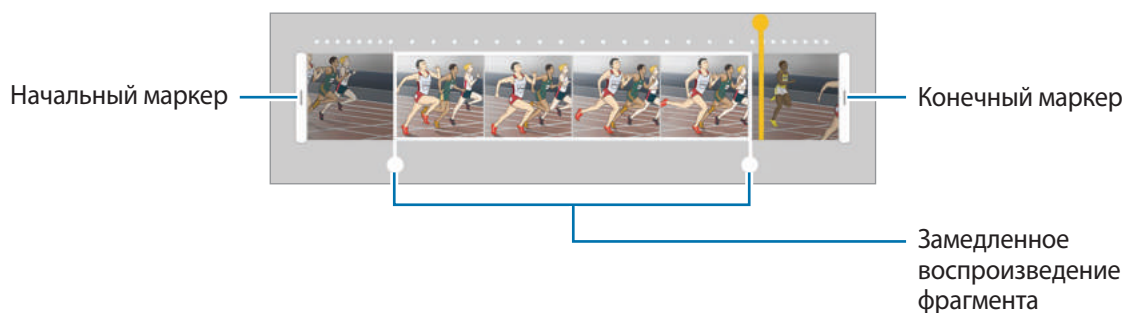 Начальный маркер
Конечный маркер
Замедленное
воспроизведение
фрагмента